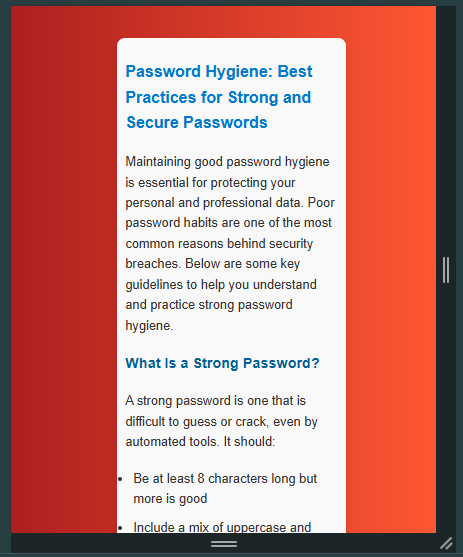 Password Hygiene: Best
Practices for Strong and
Secure Passwords
Maintaining good password hygiene
is essential for protecting your
personal and professional data. Poor
password habits are one of the most
common reasons behind security
breaches. Below are some key
guidelines to help you understand
and practice strong password
hygiene.
What Is a Strong Password?
A strong password is one that is
difficult to guess or crack, even by
automated tools. It should:
• Be at least 8 characters long but
more is good
• Include a mix of uppercase and